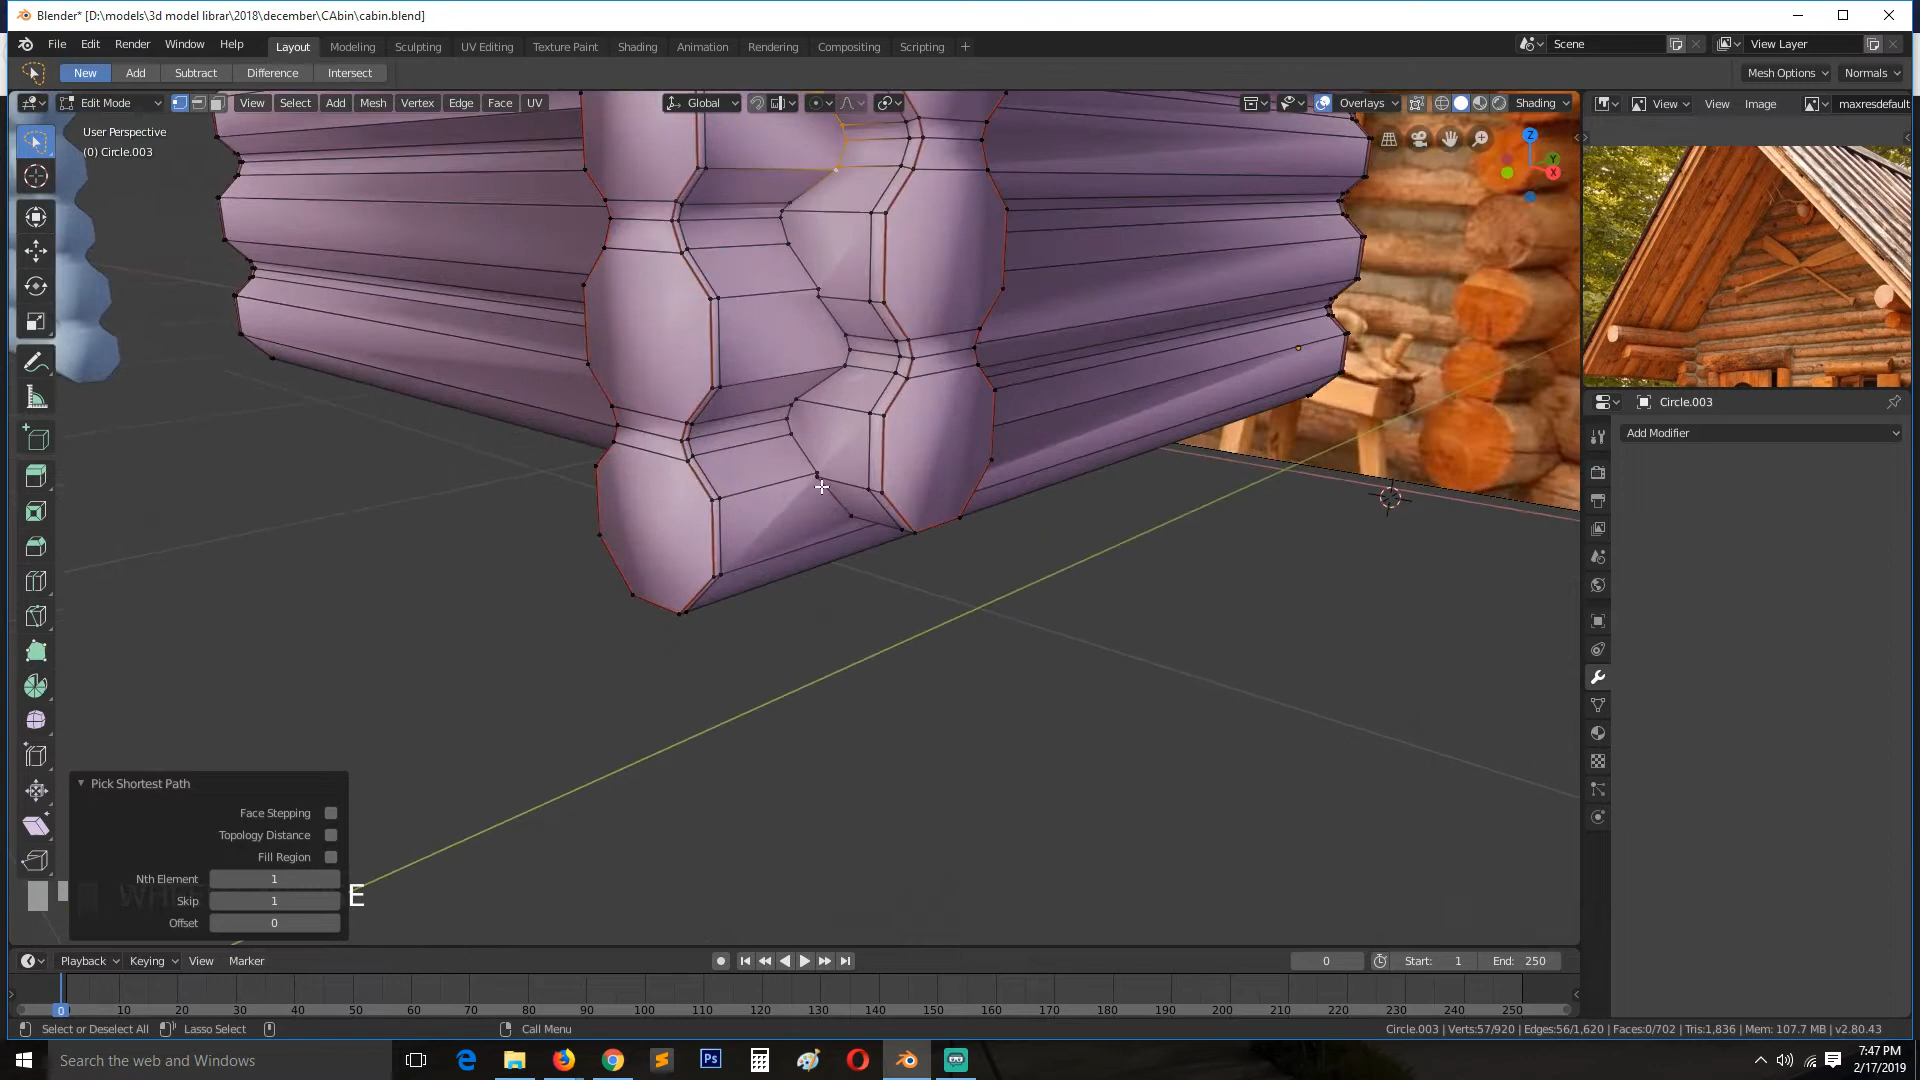 Blender* [D:\models\3d model librar\2018\december\CAbin\cabin.blend]
File Edit Render Window Help Layout Modeling Sculpting UV Editing Texture Paint Shading Animation Rendering Compositing Scripting + Scene View Layer
New Add Subtract Difference Intersect Mesh Options Normals
Edit Mode View Select Add Mesh Vertex Edge Face UV Global Overlays Shading View View Image maxresdefault
User Perspective
(0) Circle.003
Z
Y
X
Circle.003
Add Modifier
Pick Shortest Path
Face Stepping
Topology Distance
Fill Region
Nth Element 1
Skip 1
Offset 0
E
Playback Keying View Marker 0 Start: 1 End: 250
0 10 20 30 40 50 60 70 80 90 100 110 120 130 140 150 160 170 180 190 200 210 220 230 240 250
Select or Deselect All Lasso Select Call Menu Circle.003 | Verts:57/920 | Edges:56/1,620 | Faces:0/702 | Tris:1,836 | Mem: 107.7 MB | v2.80.43
Search the web and Windows Ps 7:47 PM
2/17/2019